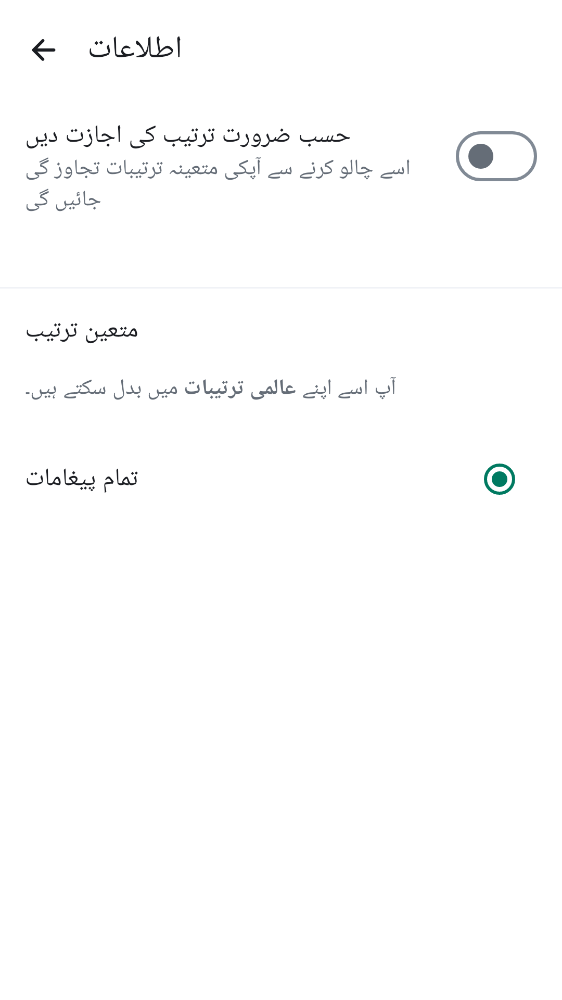 اطلاعات
حسب ضرورت ترتیب کی اجازت دیں
اسے چالو کرنے سے آپکی متعینہ ترتیبات تجاوز گی
جائیں گی
متعین ترتیب
آپ اسے اپنے عالمی ترتیبات میں بدل سکتے ہیں۔
تمام پیغامات